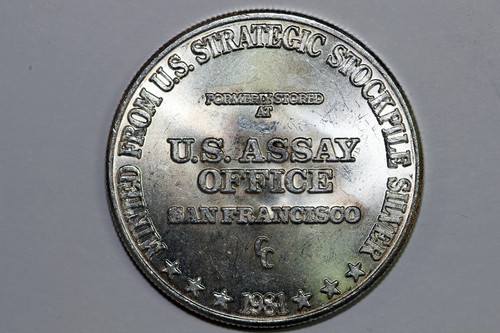 MINTED FROM U.S. STRATEGIC STOCKPILE SILVER
FORMERLY STORED
AT
U.S. ASSAY
OFFICE
SAN FRANCISCO
CC
1981